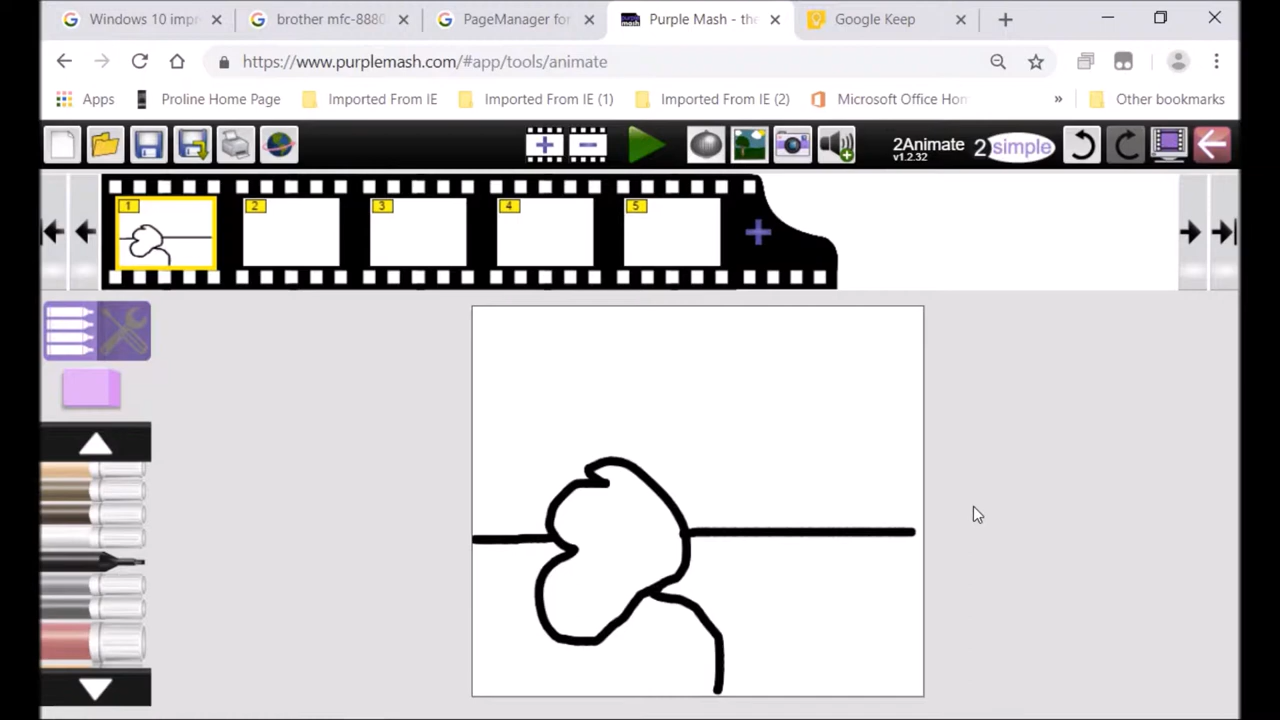 Windows 10 impr
brother mfc-8880
PageManager for
Purple Mash - the
Google Keep
https://www.purplemash.com/#app/tools/animate
Apps
Proline Home Page
Imported From IE
Imported From IE (1)
Imported From IE (2)
Microsoft Office Hom
»
Other bookmarks
2Animate
v1.2.32
2simple
1
2
3
4
5